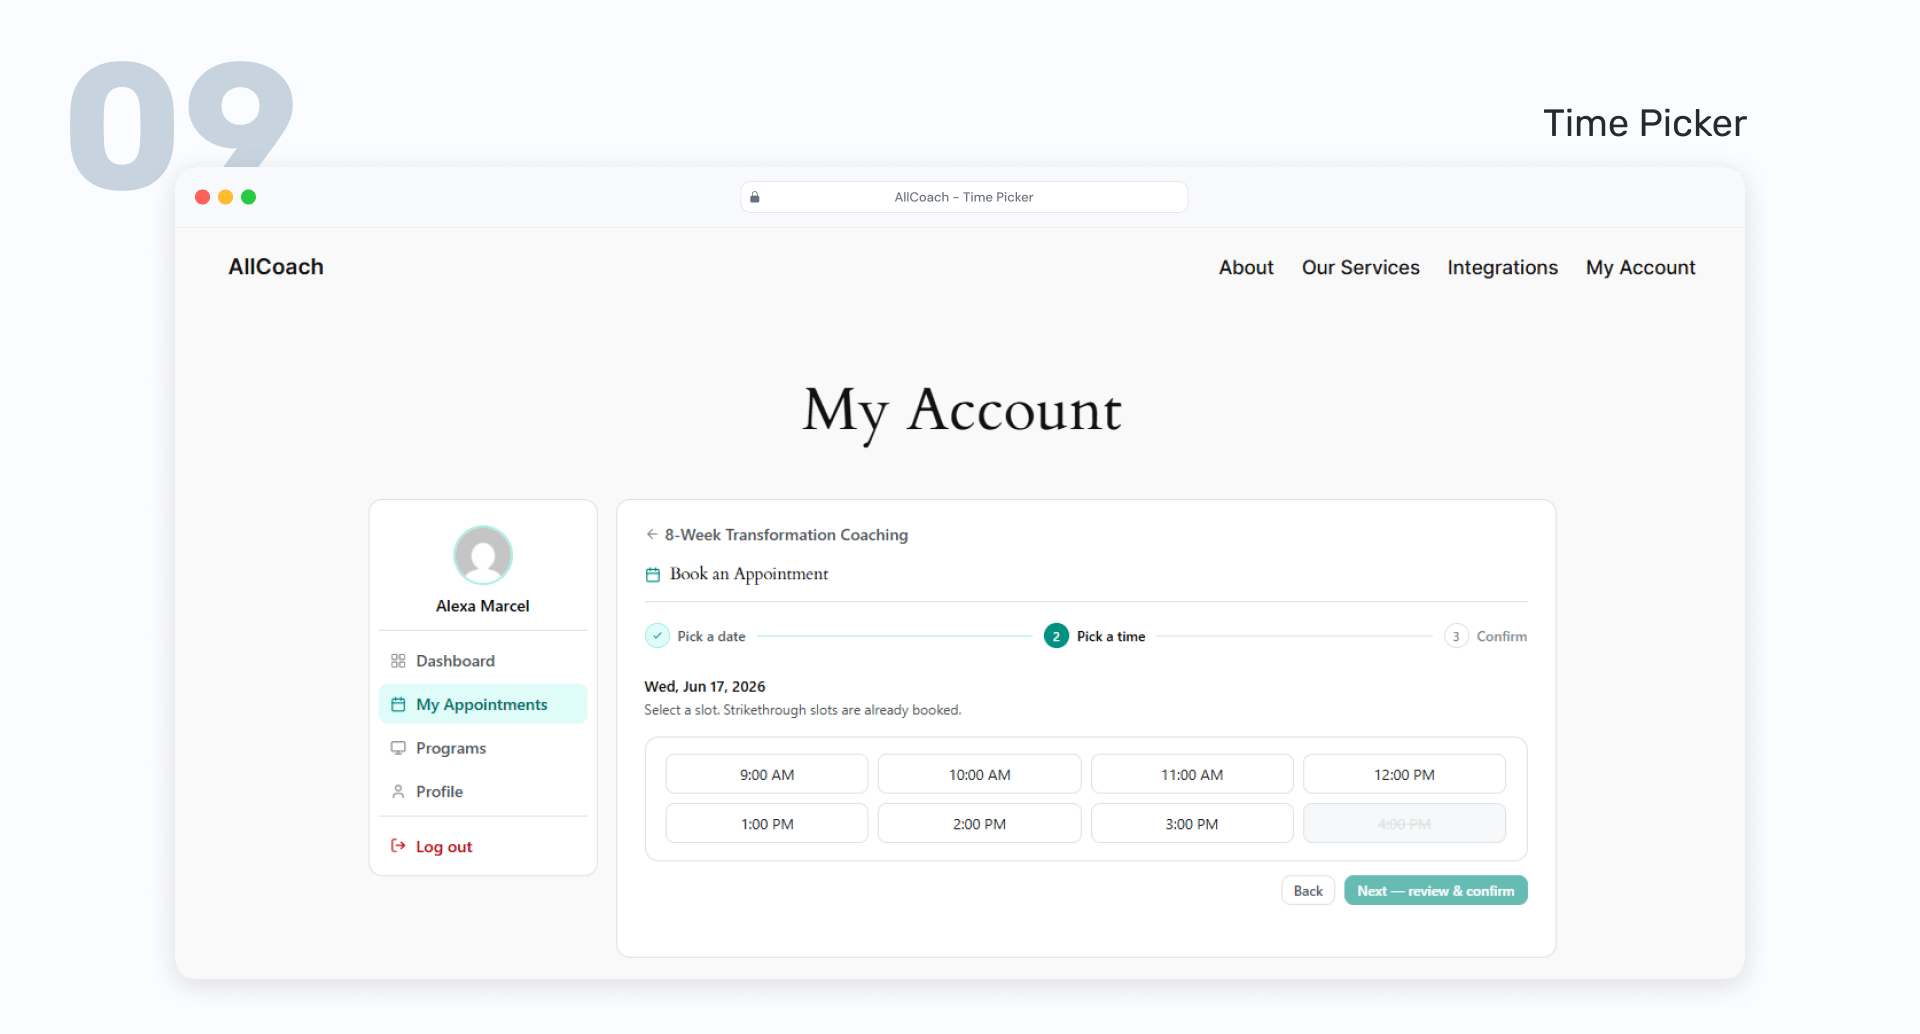 09
Time Picker
AllCoach – Time Picker
AllCoach
About Our Services Integrations My Account
My Account
Alexa Marcel
Dashboard
My Appointments
Programs
Profile
Log out
8-Week Transformation Coaching
Book an Appointment
Pick a date 2 Pick a time 3 Confirm
Wed, Jun 17, 2026
Select a slot. Strikethrough slots are already booked.
9:00 AM 10:00 AM 11:00 AM 12:00 PM
1:00 PM 2:00 PM 3:00 PM 4:00 PM
Back Next — review & confirm